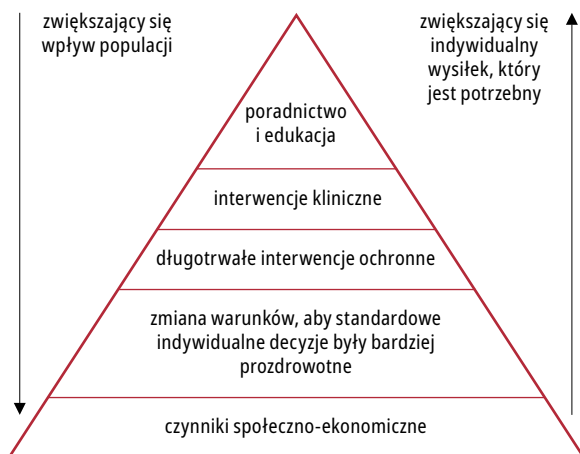 zwiększający się
wpływ populacji
zwiększający się
indywidualny
wysiłek, który
jest potrzebny
poradnictwo
i edukacja
interwencje kliniczne
długotrwałe interwencje ochronne
zmiana warunków, aby standardowe
indywidualne decyzje były bardziej
prozdrowotne
czynniki społeczno-ekonomiczne